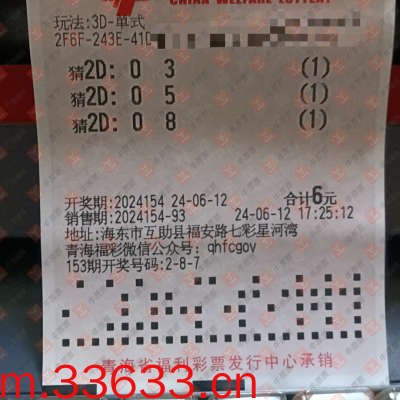 CHINA WELFARE LOTTERY
玩法:3D-单式
2F6F-243E-41D
猜2D: 0 3 (1)
猜2D: 0 5 (1)
猜2D: 0 8 (1)
开奖期:2024154 24-06-12 合计6元
销售期:2024154-93 24-06-12 17:25:12
地址:海东市互助县福安路七彩星河湾
青海福彩微信公众号: qhfcgov
153期开奖号码:2-8-7
青海省福利彩票发行中心承销
m.33633.cn